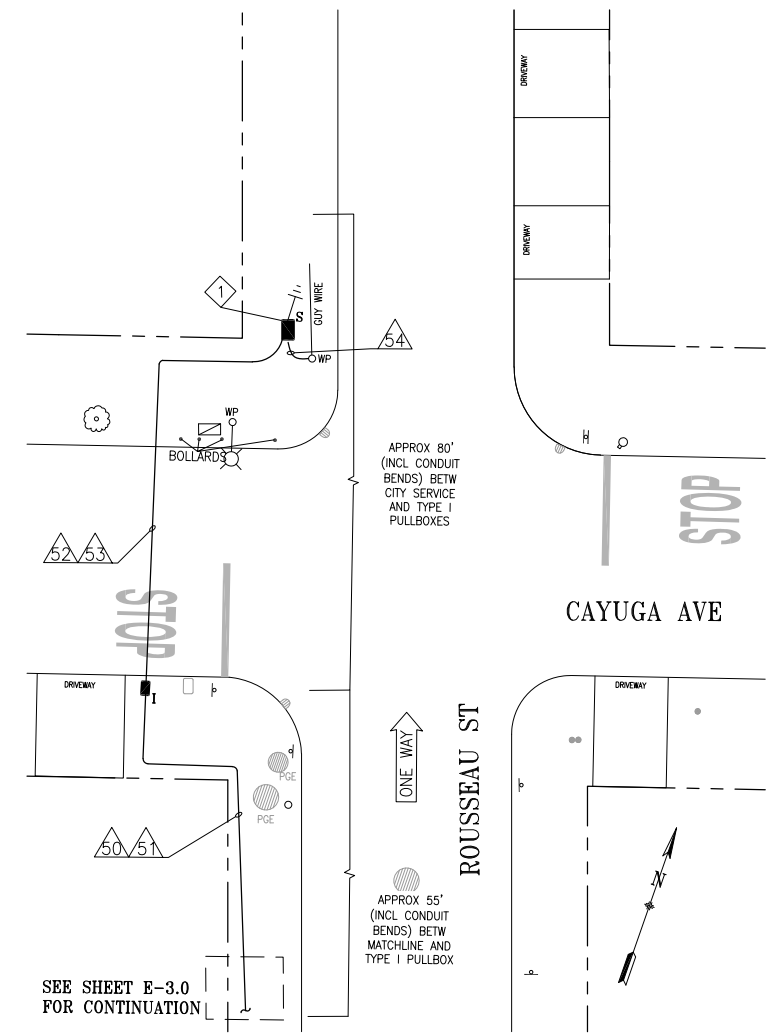 DRIVEWAY
DRIVEWAY
1
S
GUY WIRE
54
WP
WP
BOLLARDS
APPROX 80'
(INCL CONDUIT
BENDS) BETW
CITY SERVICE
AND TYPE I
PULLBOXES
STOP
52 53
STOP
CAYUGA AVE
DRIVEWAY
I
DRIVEWAY
ONE WAY
ROUSSEAU ST
PGE
PGE
50 51
N
APPROX 55'
(INCL CONDUIT
BENDS) BETW
MATCHLINE AND
TYPE I PULLBOX
SEE SHEET E-3.0
FOR CONTINUATION